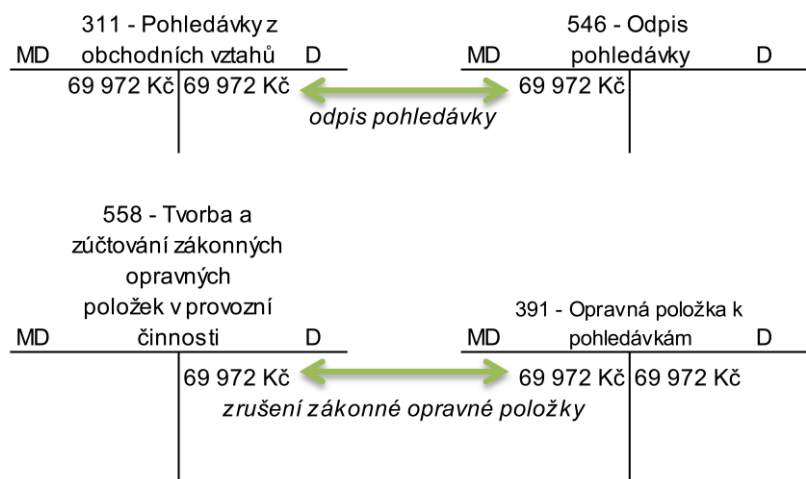 311 - Pohledávky z
MD obchodních vztahů D
69 972 Kč 69 972 Kč
odpis pohledávky
546 - Odpis
MD pohledávky D
69 972 Kč
558 - Tvorba a
zúčtování zákonných
opravných
položek v provozní
MD činnosti D
69 972 Kč
zrušení zákonné opravné položky
391 - Opravná položka k
MD pohledávkám D
69 972 Kč 69 972 Kč